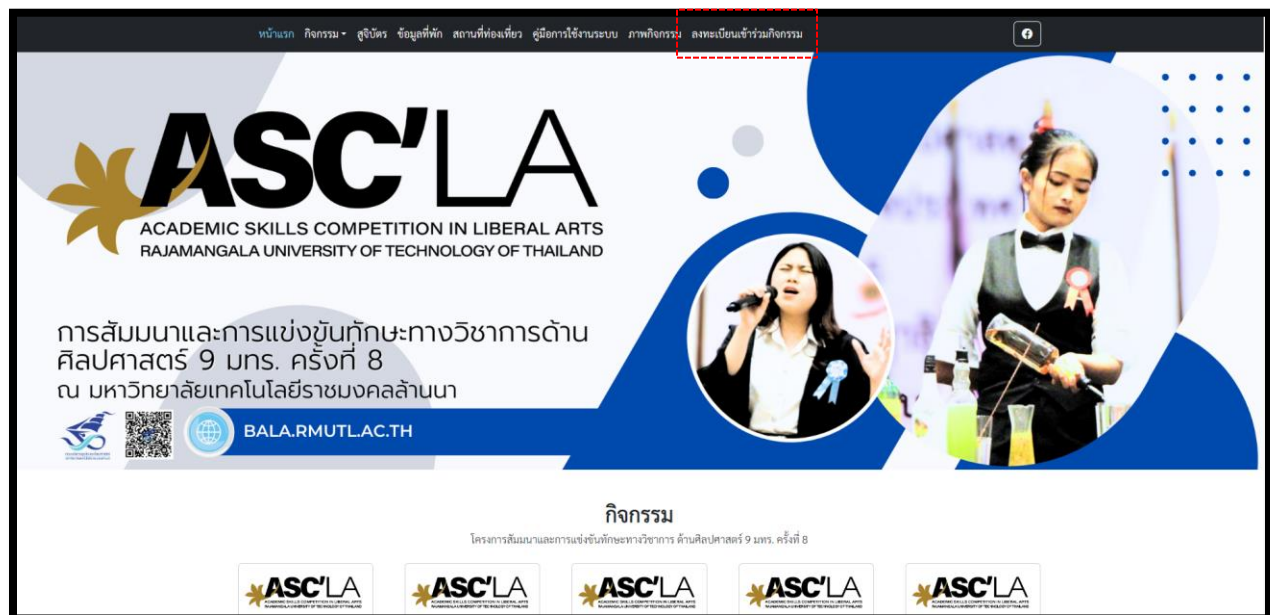 หน้าแรก กิจกรรม สูจิบัตร ข้อมูลที่พัก สถานที่ท่องเที่ยว คู่มือการใช้งานระบบ ภาพกิจกรรม ลงทะเบียนเข้าร่วมกิจกรรม
ASC'LA
ACADEMIC SKILLS COMPETITION IN LIBERAL ARTS
RAJAMANGALA UNIVERSITY OF TECHNOLOGY OF THAILAND
การสัมมนาและการแข่งขันทักษะทางวิชาการด้าน
ศิลปศาสตร์ 9 มทร. ครั้งที่ 8
ณ มหาวิทยาลัยเทคโนโลยีราชมงคลล้านนา
BALA.RMUTL.AC.TH
กิจกรรม
โครงการสัมมนาและการแข่งขันทักษะทางวิชาการ ด้านศิลปศาสตร์ 9 มทร. ครั้งที่ 8
ASC'LA ASC'LA ASC'LA ASC'LA ASC'LA